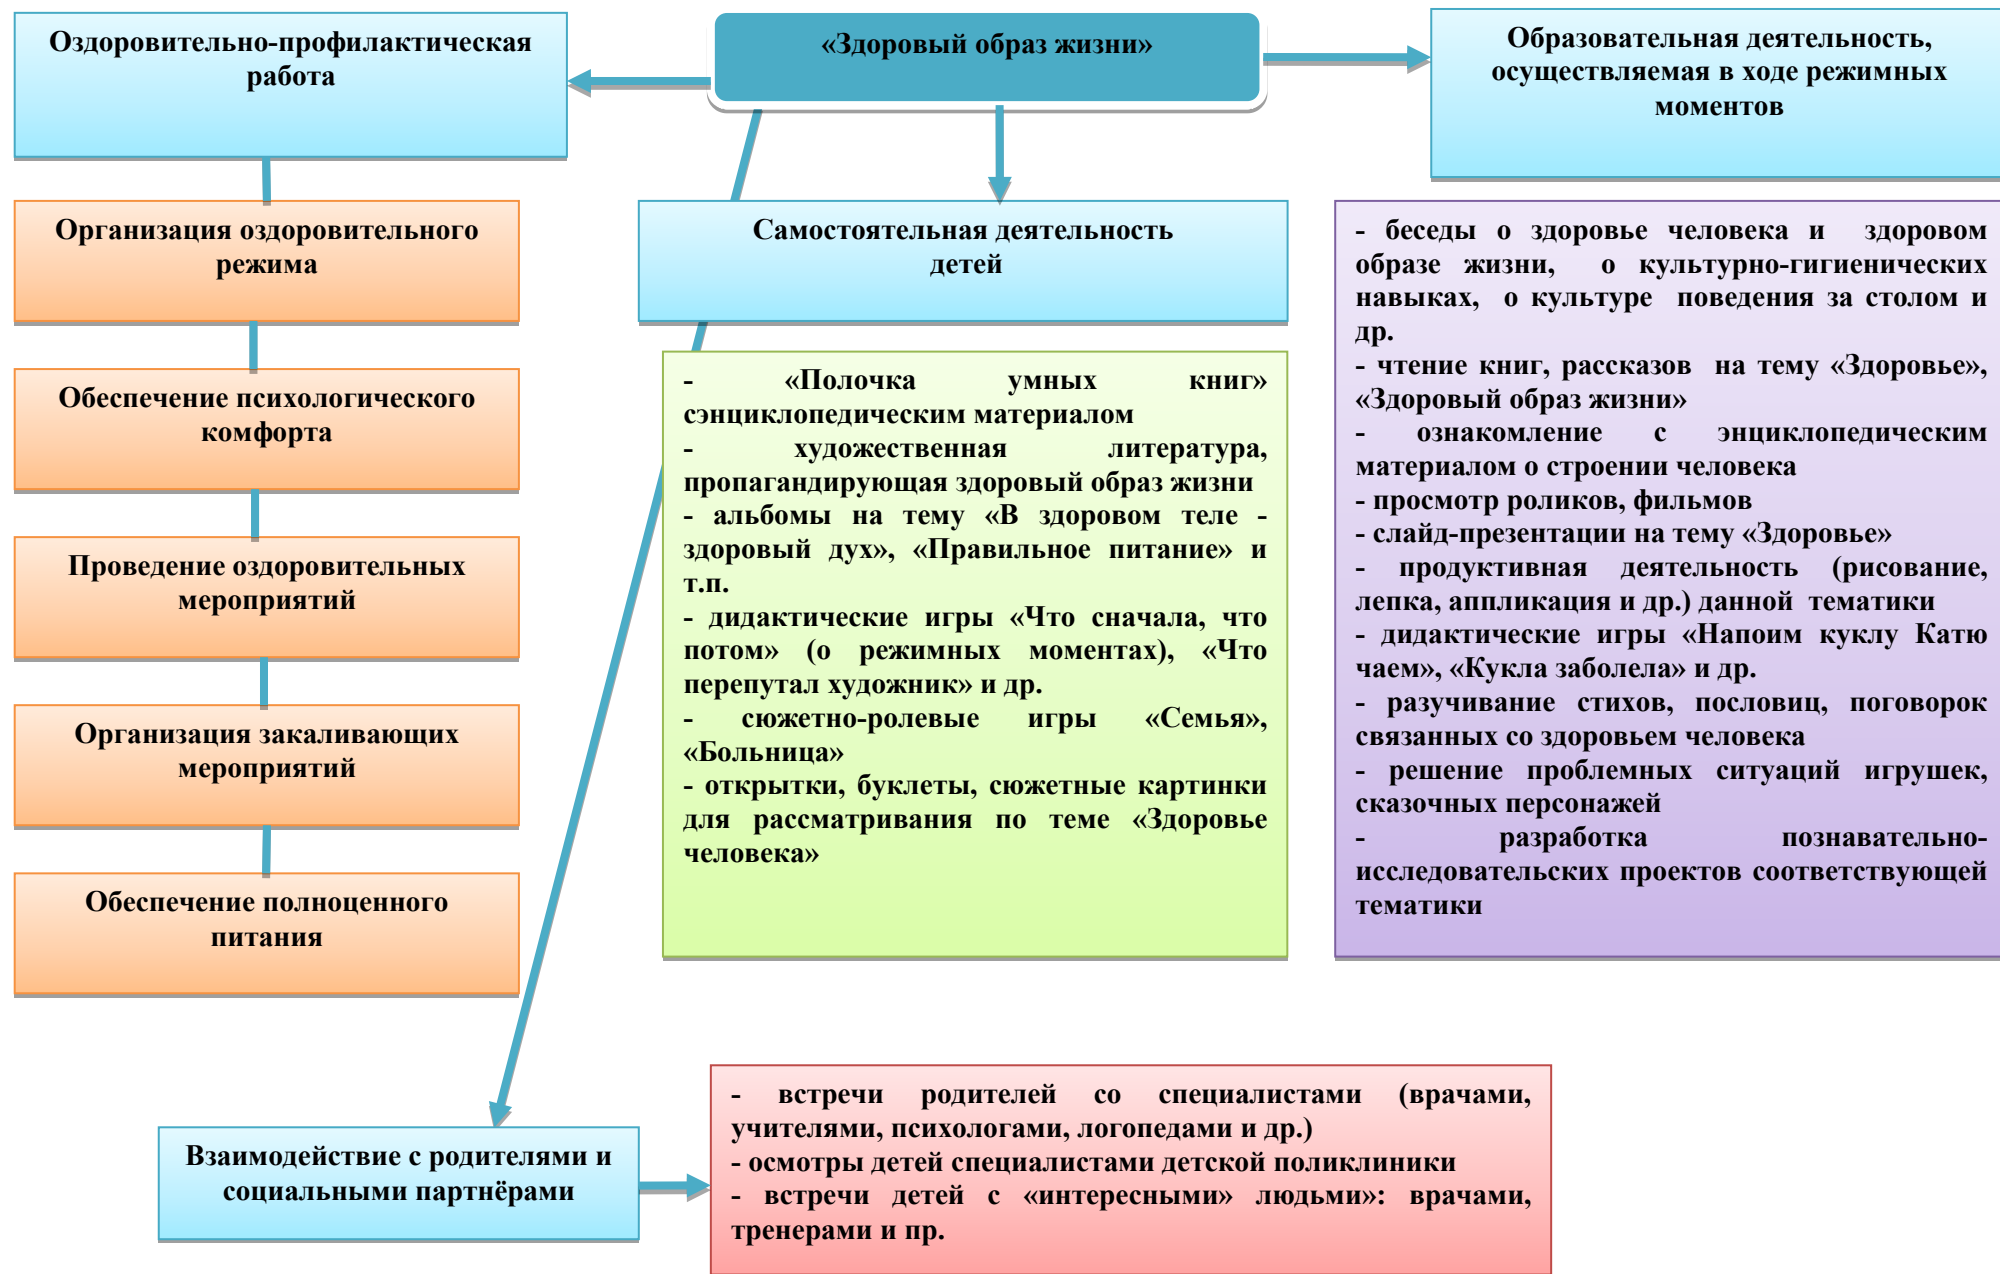 Оздоровительно-профилактическая
работа
«Здоровый образ жизни»
Образовательная деятельность,
осуществляемая в ходе режимных
моментов
Организация оздоровительного
режима
Обеспечение психологического
комфорта
Проведение оздоровительных
мероприятий
Организация закаливающих
мероприятий
Обеспечение полноценного
питания
Самостоятельная деятельность
детей
- «Полочка умных книг»
сэнциклопедическим материалом
- художественная литература,
пропагандирующая здоровый образ жизни
- альбомы на тему «В здоровом теле -
здоровый дух», «Правильное питание» и
т.п.
- дидактические игры «Что сначала, что
потом» (о режимных моментах), «Что
перепутал художник» и др.
- сюжетно-ролевые игры «Семья»,
«Больница»
- открытки, буклеты, сюжетные картинки
для рассматривания по теме «Здоровье
человека»
- беседы о здоровье человека и здоровом
образе жизни, о культурно-гигиенических
навыках, о культуре поведения за столом и
др.
- чтение книг, рассказов на тему «Здоровье»,
«Здоровый образ жизни»
- ознакомление с энциклопедическим
материалом о строении человека
- просмотр роликов, фильмов
- слайд-презентации на тему «Здоровье»
- продуктивная деятельность (рисование,
лепка, аппликация и др.) данной тематики
- дидактические игры «Напоим куклу Катю
чаем», «Кукла заболела» и др.
- разучивание стихов, пословиц, поговорок
связанных со здоровьем человека
- решение проблемных ситуаций игрушек,
сказочных персонажей
- разработка познавательно-
исследовательских проектов соответствующей
тематики
Взаимодействие с родителями и
социальными партнёрами
- встречи родителей со специалистами (врачами,
учителями, психологами, логопедами и др.)
- осмотры детей специалистами детской поликлиники
- встречи детей с «интересными» людьми»: врачами,
тренерами и пр.